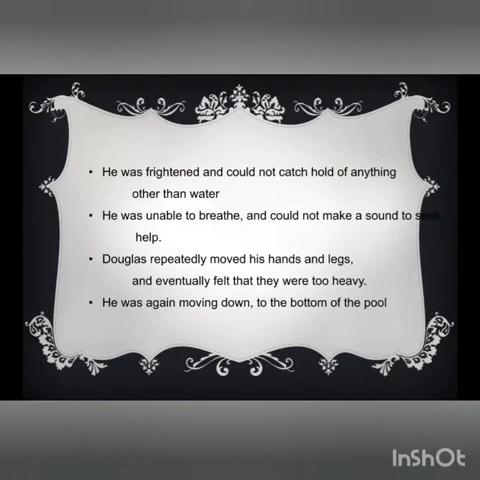 • He was frightened and could not catch hold of anything
other than water
• He was unable to breathe, and could not make a sound to seek
help.
• Douglas repeatedly moved his hands and legs,
and eventually felt that they were too heavy.
• He was again moving down, to the bottom of the pool
InShOt